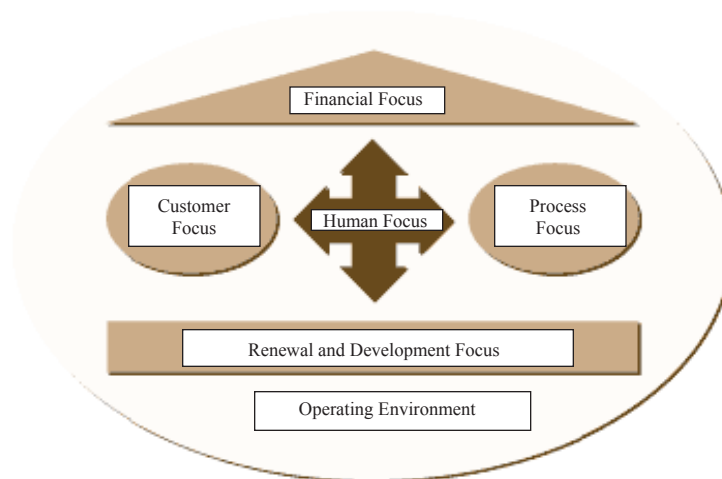 Financial Focus
Customer
Focus
Human Focus
Process
Focus
Renewal and Development Focus
Operating Environment